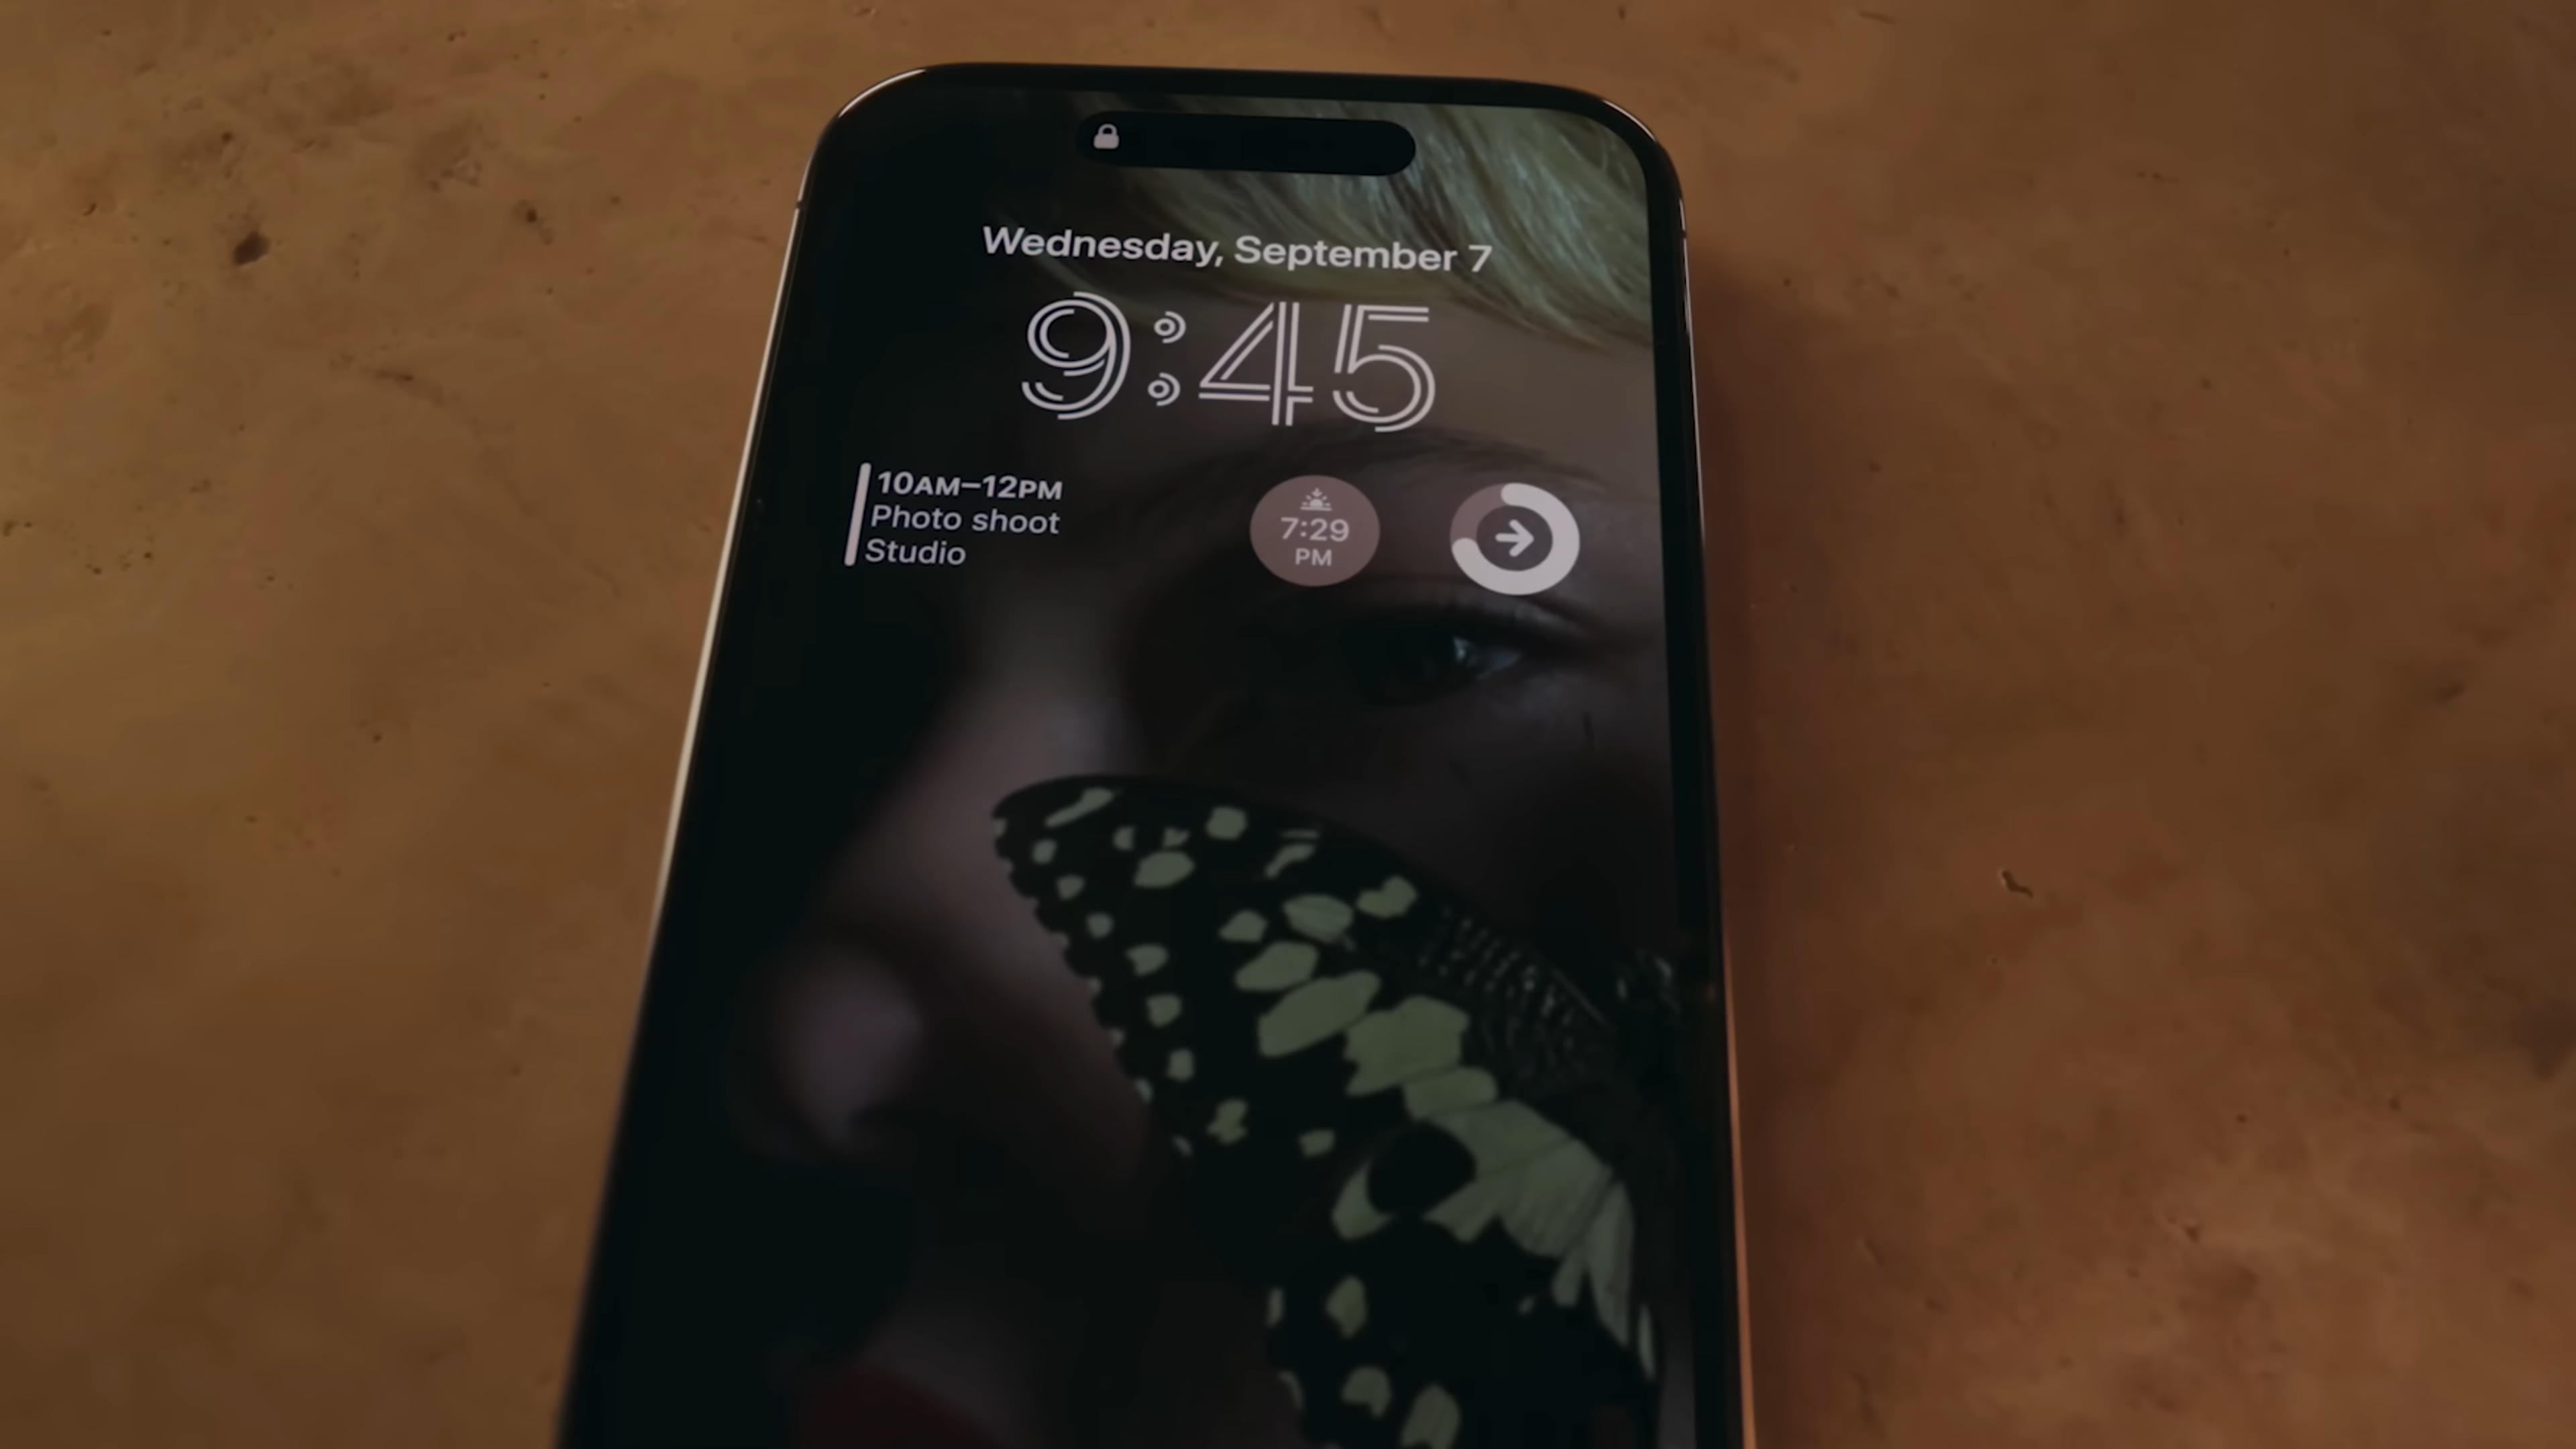 Wednesday, September 7
9:45
10AM–12PM
Photo shoot
Studio
7:29
PM